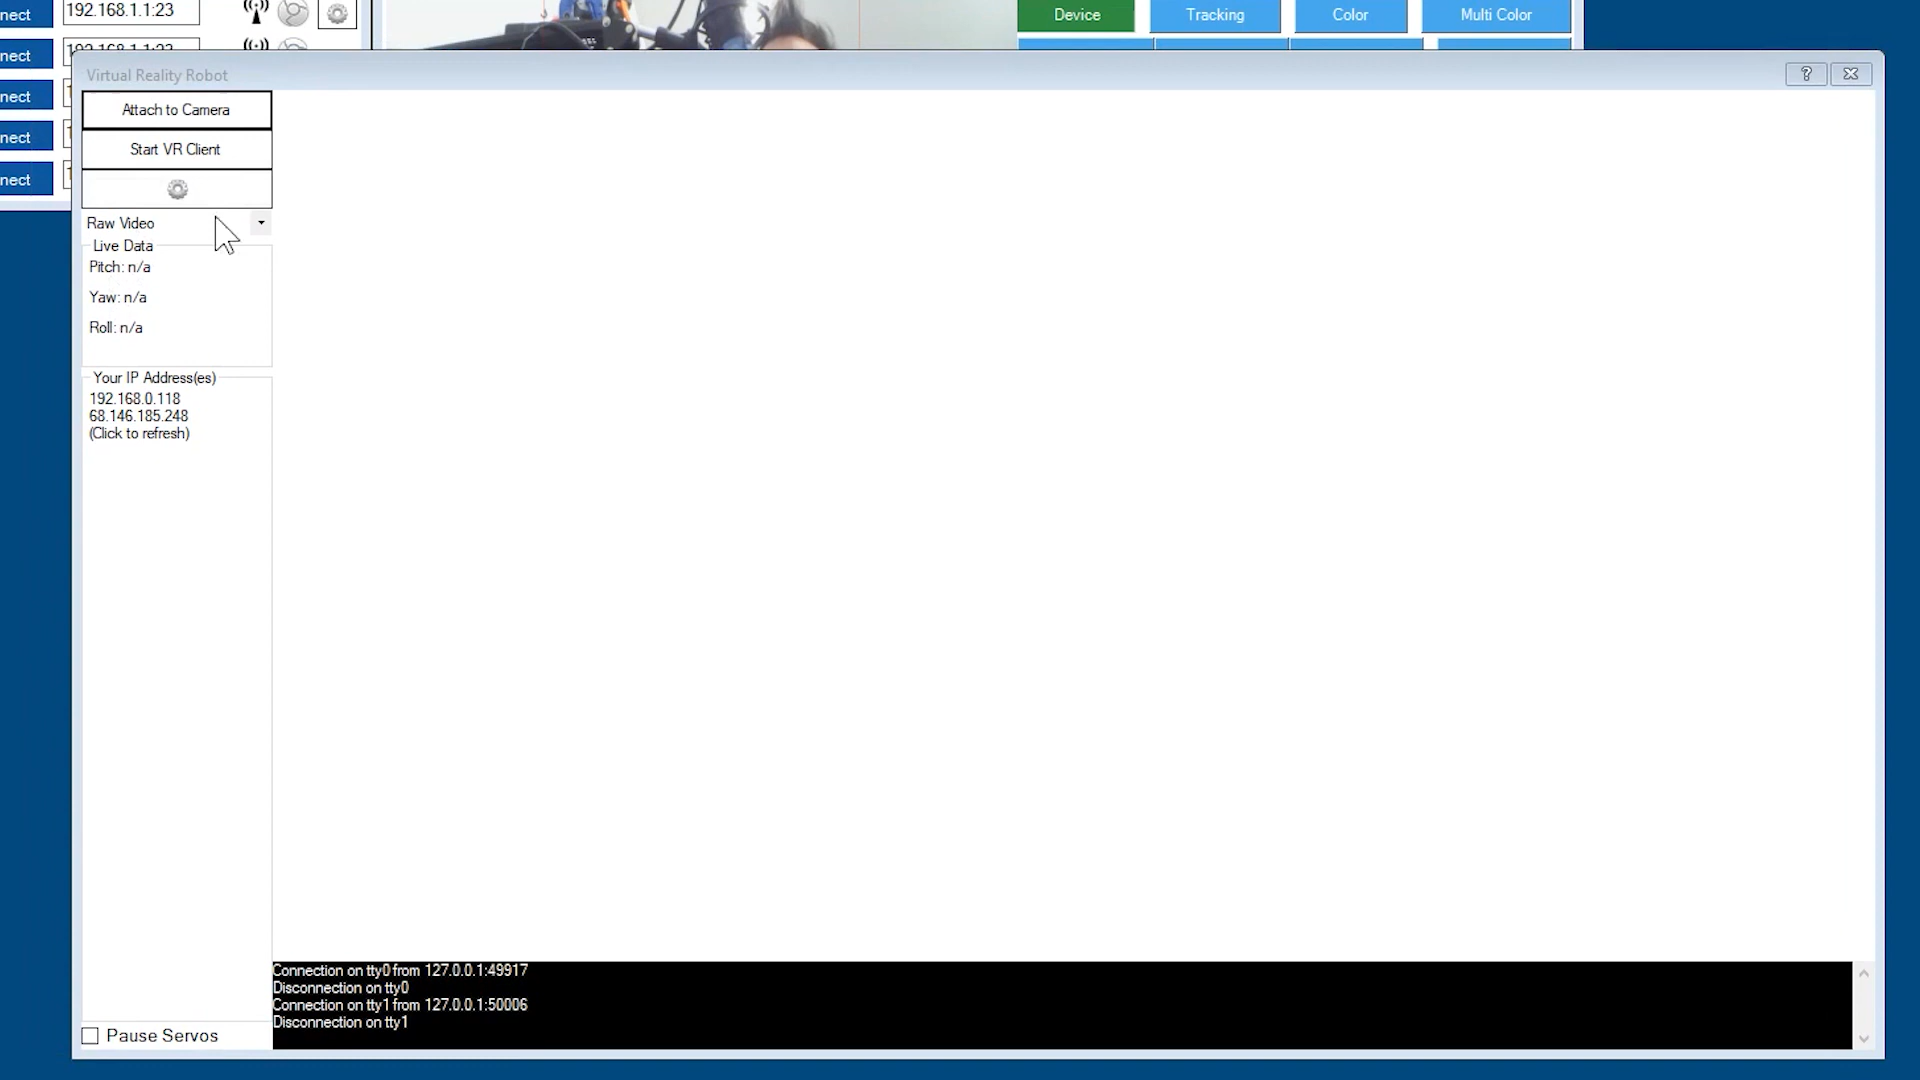 nect
192.168.1.1:23
Device
Tracking
Color
Multi Color
nect
nect
nect
nect
Virtual Reality Robot
?
Attach to Camera
Start VR Client
Raw Video
Live Data
Pitch: n/a
Yaw: n/a
Roll: n/a
Your IP Address(es)
192.168.0.118
68.146.185.248
(Click to refresh)
Connection on tty0 from 127.0.0.1:49917
Disconnection on tty0
Connection on tty1 from 127.0.0.1:50006
Disconnection on tty1
Pause Servos